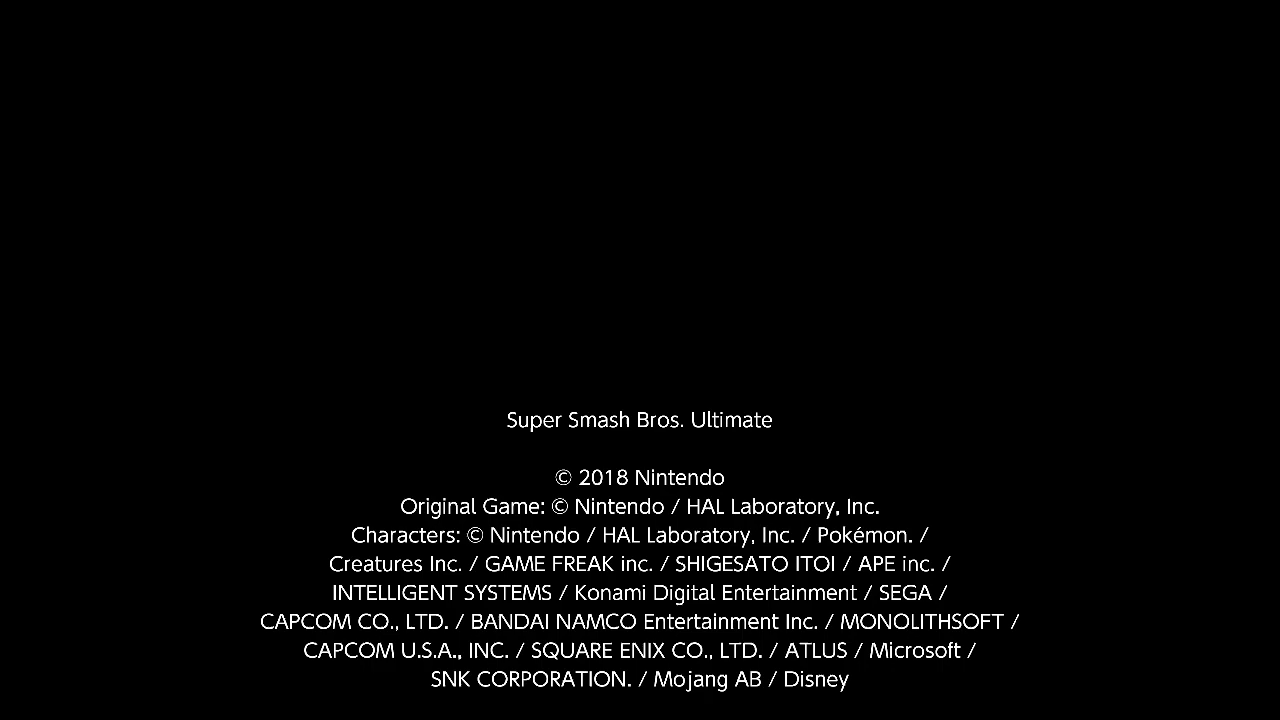 Super Smash Bros. Ultimate
© 2018 Nintendo
Original Game: © Nintendo / HAL Laboratory, Inc.
Characters: © Nintendo / HAL Laboratory, Inc. / Pokémon. /
Creatures Inc. / GAME FREAK inc. / SHIGESATO ITOI / APE inc. /
INTELLIGENT SYSTEMS / Konami Digital Entertainment / SEGA /
CAPCOM CO., LTD. / BANDAI NAMCO Entertainment Inc. / MONOLITHSOFT /
CAPCOM U.S.A., INC. / SQUARE ENIX CO., LTD. / ATLUS / Microsoft /
SNK CORPORATION. / Mojang AB / Disney